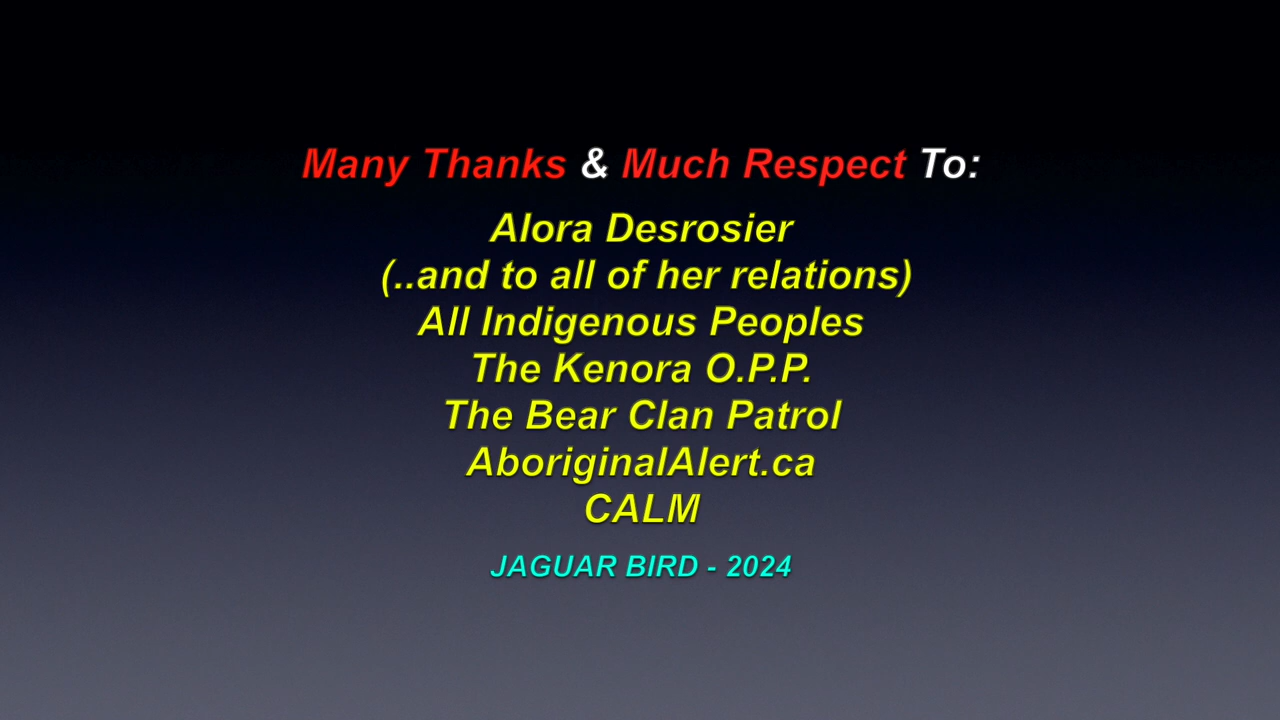 Many Thanks & Much Respect To:
Alora Desrosier
(..and to all of her relations)
All Indigenous Peoples
The Kenora O.P.P.
The Bear Clan Patrol
AboriginalAlert.ca
CALM
JAGUAR BIRD - 2024